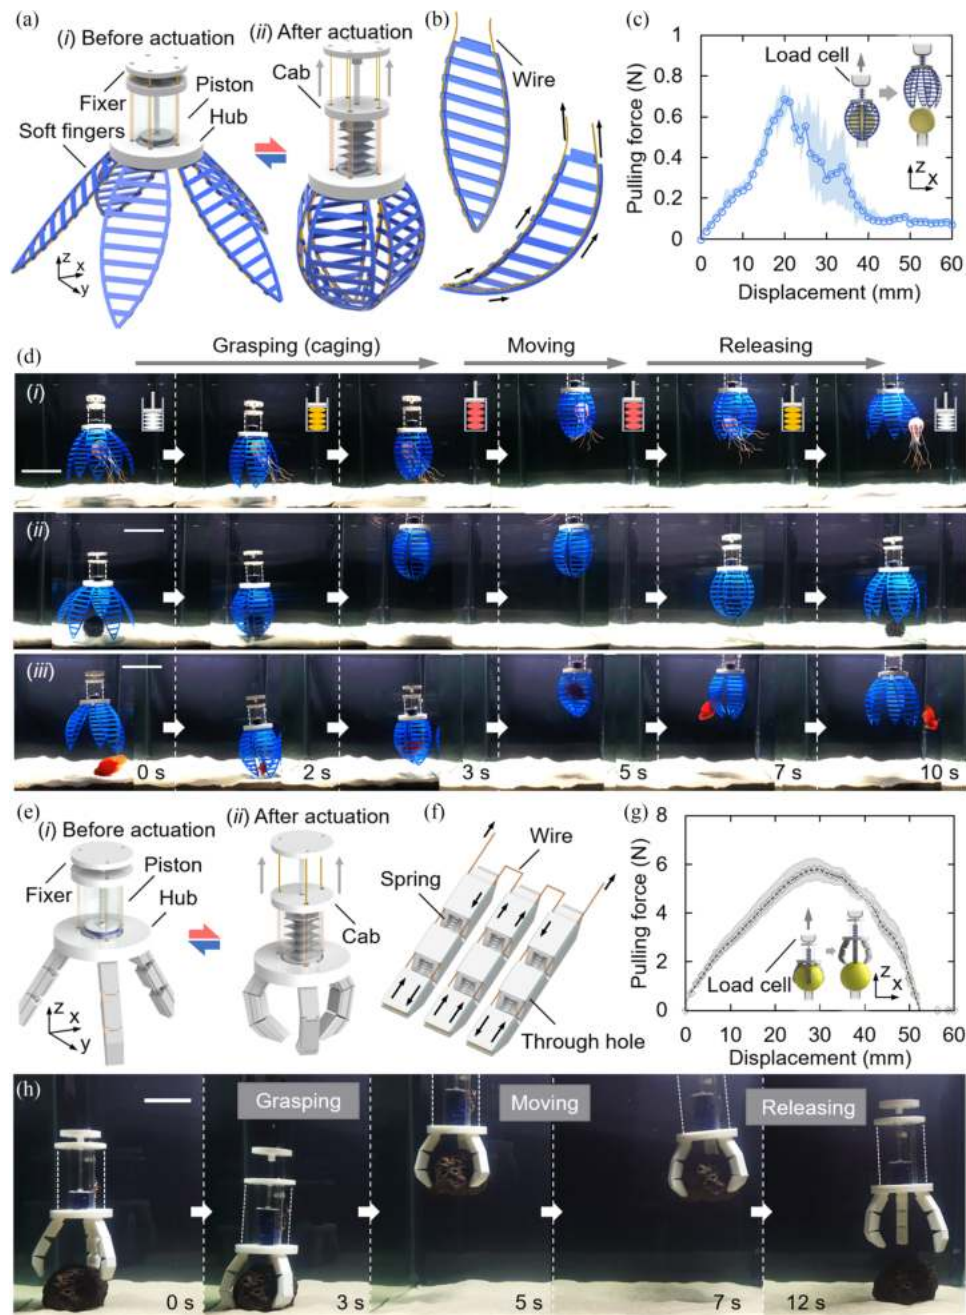 (a)
(i) Before actuation
(ii) After actuation
Fixer
Piston
Hub
Soft fingers
Cab
z
x
y
(b)
Wire
(c)
Pulling force (N)
1
0.8
0.6
0.4
0.2
0
Load cell
z
x
0 10 20 30 40 50 60
Displacement (mm)
(d)
Grasping (caging)
Moving
Releasing
(i)
(ii)
(iii)
0 s
2 s
3 s
5 s
7 s
10 s
(e)
(i) Before actuation
(ii) After actuation
Fixer
Piston
Hub
Cab
z
x
y
(f)
Wire
Spring
Through hole
(g)
Pulling force (N)
8
6
4
2
0
Load cell
z
x
0 10 20 30 40 50 60
Displacement (mm)
(h)
Grasping
Moving
Releasing
0 s
3 s
5 s
7 s
12 s